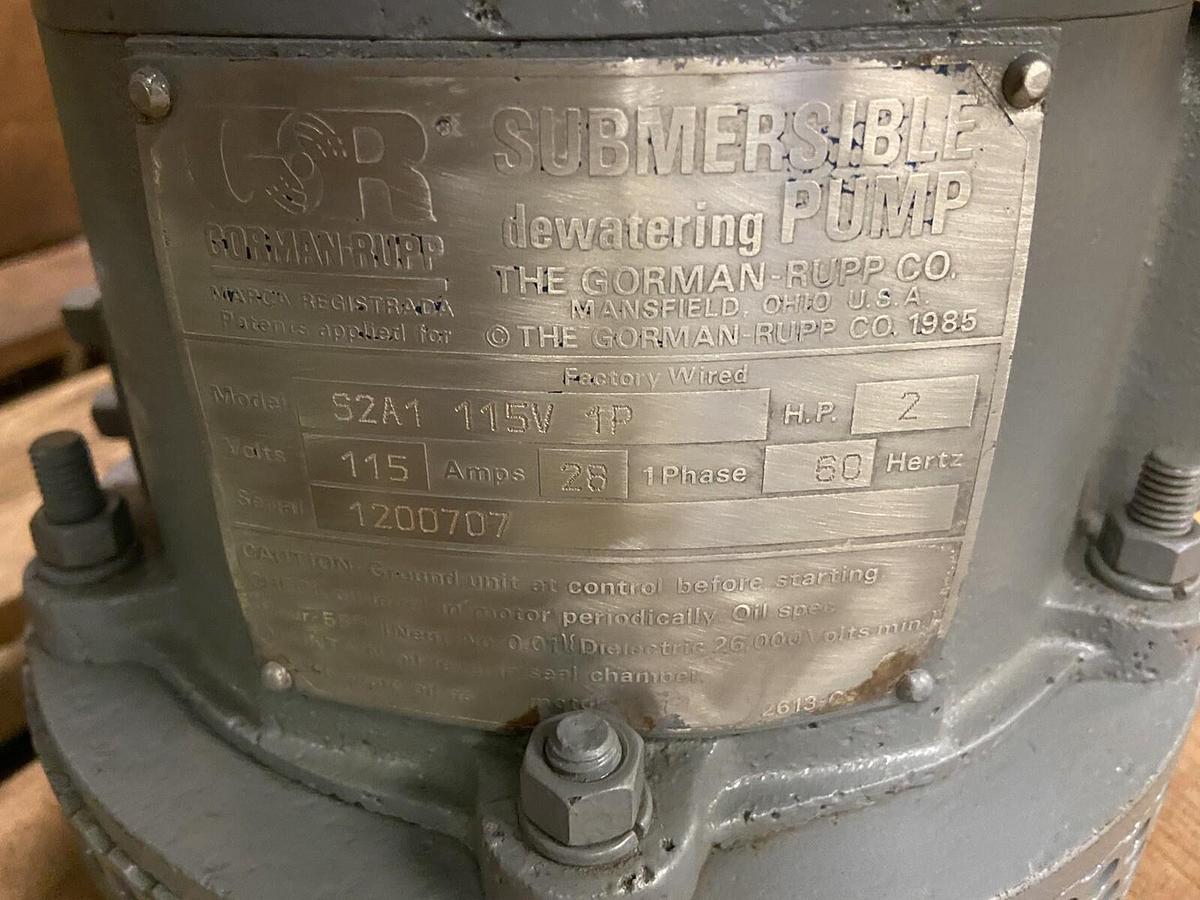 GR ®
GORMAN-RUPP
MARCA REGISTRADA
Patents applied for
SUBMERSIBLE
dewatering PUMP
THE GORMAN-RUPP CO.
MANSFIELD, OHIO U.S.A.
© THE GORMAN-RUPP CO. 1985
Factory Wired
Model S2A1 115V 1P H.P. 2
Volts 115 Amps 28 1 Phase 60 Hertz
Serial 1200707
CAUTION: Ground unit at control before starting
in motor periodically. Oil spec
Dielectric 26,000 Volts min.
seal chamber.
2613-